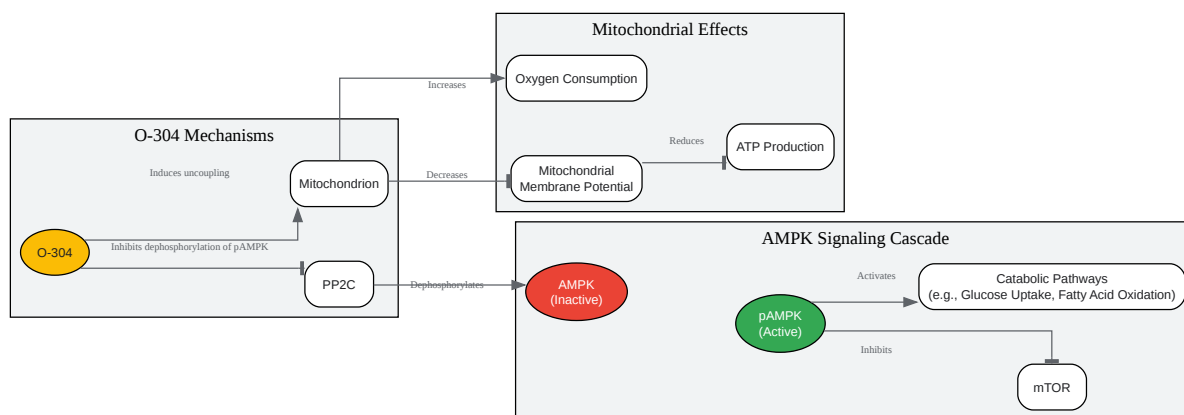 Mitochondrial Effects
Oxygen Consumption
Increases
O-304 Mechanisms
Reduces
ATP Production
Induces uncoupling
Mitochondrion
Decreases
Mitochondrial
Membrane Potential
O-304
Inhibits dephosphorylation of pAMPK
PP2C
Dephosphorylates
AMPK Signaling Cascade
AMPK
(Inactive)
Activates
Catabolic Pathways
(e.g., Glucose Uptake, Fatty Acid Oxidation)
pAMPK
(Active)
Inhibits
mTOR